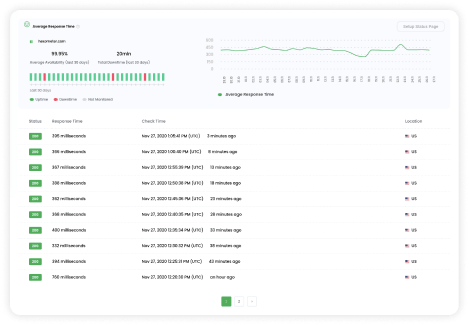 Average Response Time
Setup Status Page
hexometer.com
99.95%
20min
Average Availability (last 30 days)
Total Downtime (last 30 days)
Last 30 days
Uptime
Downtime
Not Monitored
Average Response Time
Status
Response Time
Check Time
Location
200
395 milliseconds
Nov 27, 2020 1:05:41 PM (UTC)
3 minutes ago
US
200
366 milliseconds
Nov 27, 2020 1:00:40 PM (UTC)
8 minutes ago
US
200
367 milliseconds
Nov 27, 2020 12:55:39 PM (UTC)
13 minutes ago
US
200
386 milliseconds
Nov 27, 2020 12:50:38 PM (UTC)
18 minutes ago
US
200
362 milliseconds
Nov 27, 2020 12:45:36 PM (UTC)
23 minutes ago
US
200
366 milliseconds
Nov 27, 2020 12:40:35 PM (UTC)
28 minutes ago
US
200
400 milliseconds
Nov 27, 2020 12:35:34 PM (UTC)
33 minutes ago
US
200
332 milliseconds
Nov 27, 2020 12:30:32 PM (UTC)
38 minutes ago
US
200
394 milliseconds
Nov 27, 2020 12:25:31 PM (UTC)
43 minutes ago
US
200
760 milliseconds
Nov 27, 2020 12:20:30 PM (UTC)
an hour ago
US
1
2